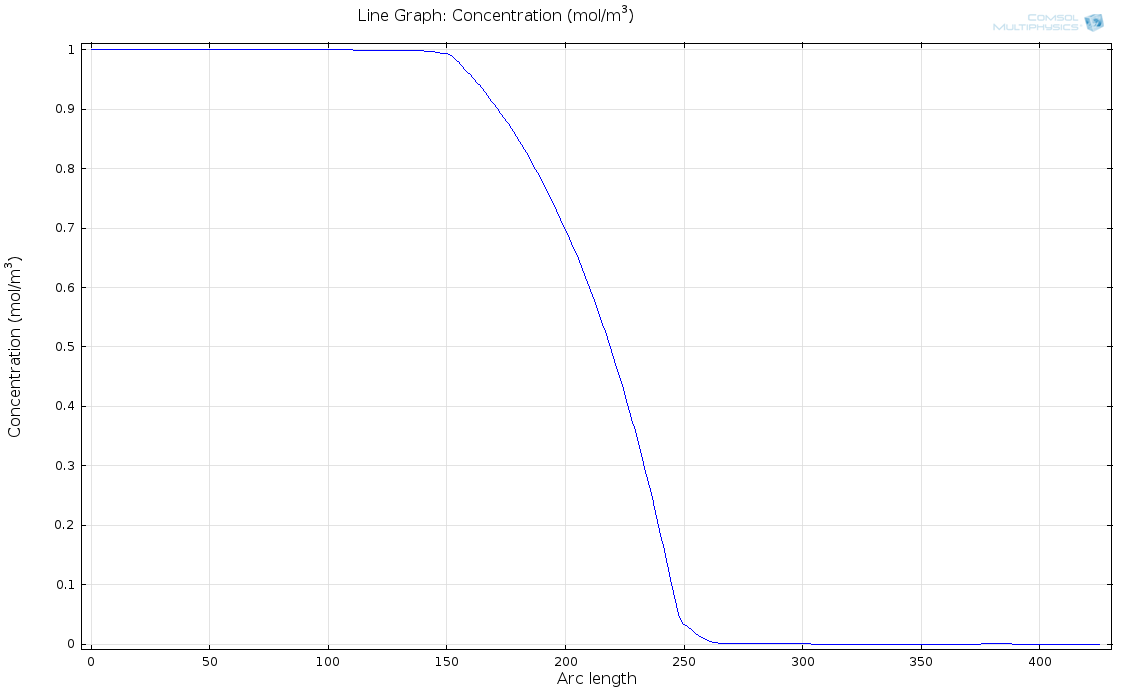 Line Graph: Concentration (mol/m³)
COMSOL
MULTIPHYSICS
Concentration (mol/m³)
1
0.9
0.8
0.7
0.6
0.5
0.4
0.3
0.2
0.1
0
0 50 100 150 200 250 300 350 400
Arc length